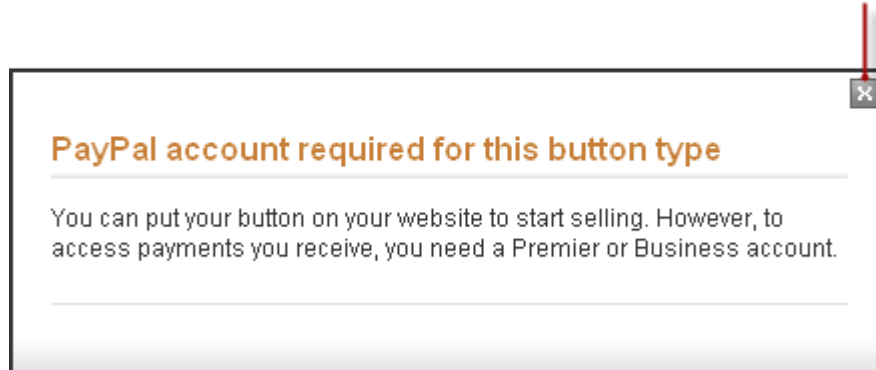 PayPal account required for this button type
You can put your button on your website to start selling. However, to
access payments you receive, you need a Premier or Business account.